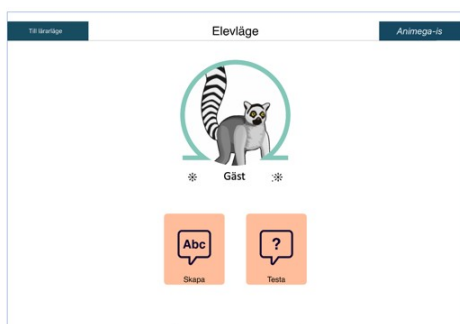 Till lärarläge
Elevläge
Animega-is
Gäst
Abc
?
Skapa
Testa